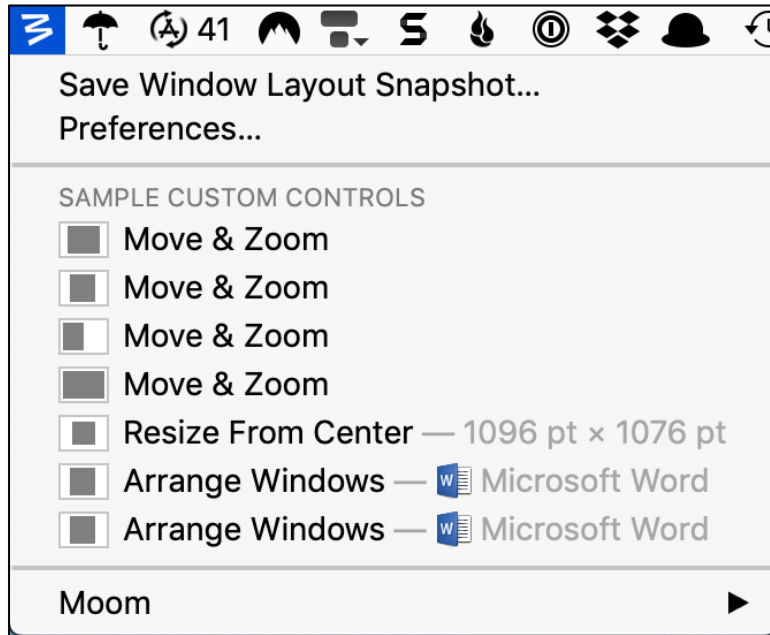 41
Save Window Layout Snapshot...
Preferences...
SAMPLE CUSTOM CONTROLS
Move & Zoom
Move & Zoom
Move & Zoom
Move & Zoom
Resize From Center — 1096 pt × 1076 pt
Arrange Windows — Microsoft Word
Arrange Windows — Microsoft Word
Moom